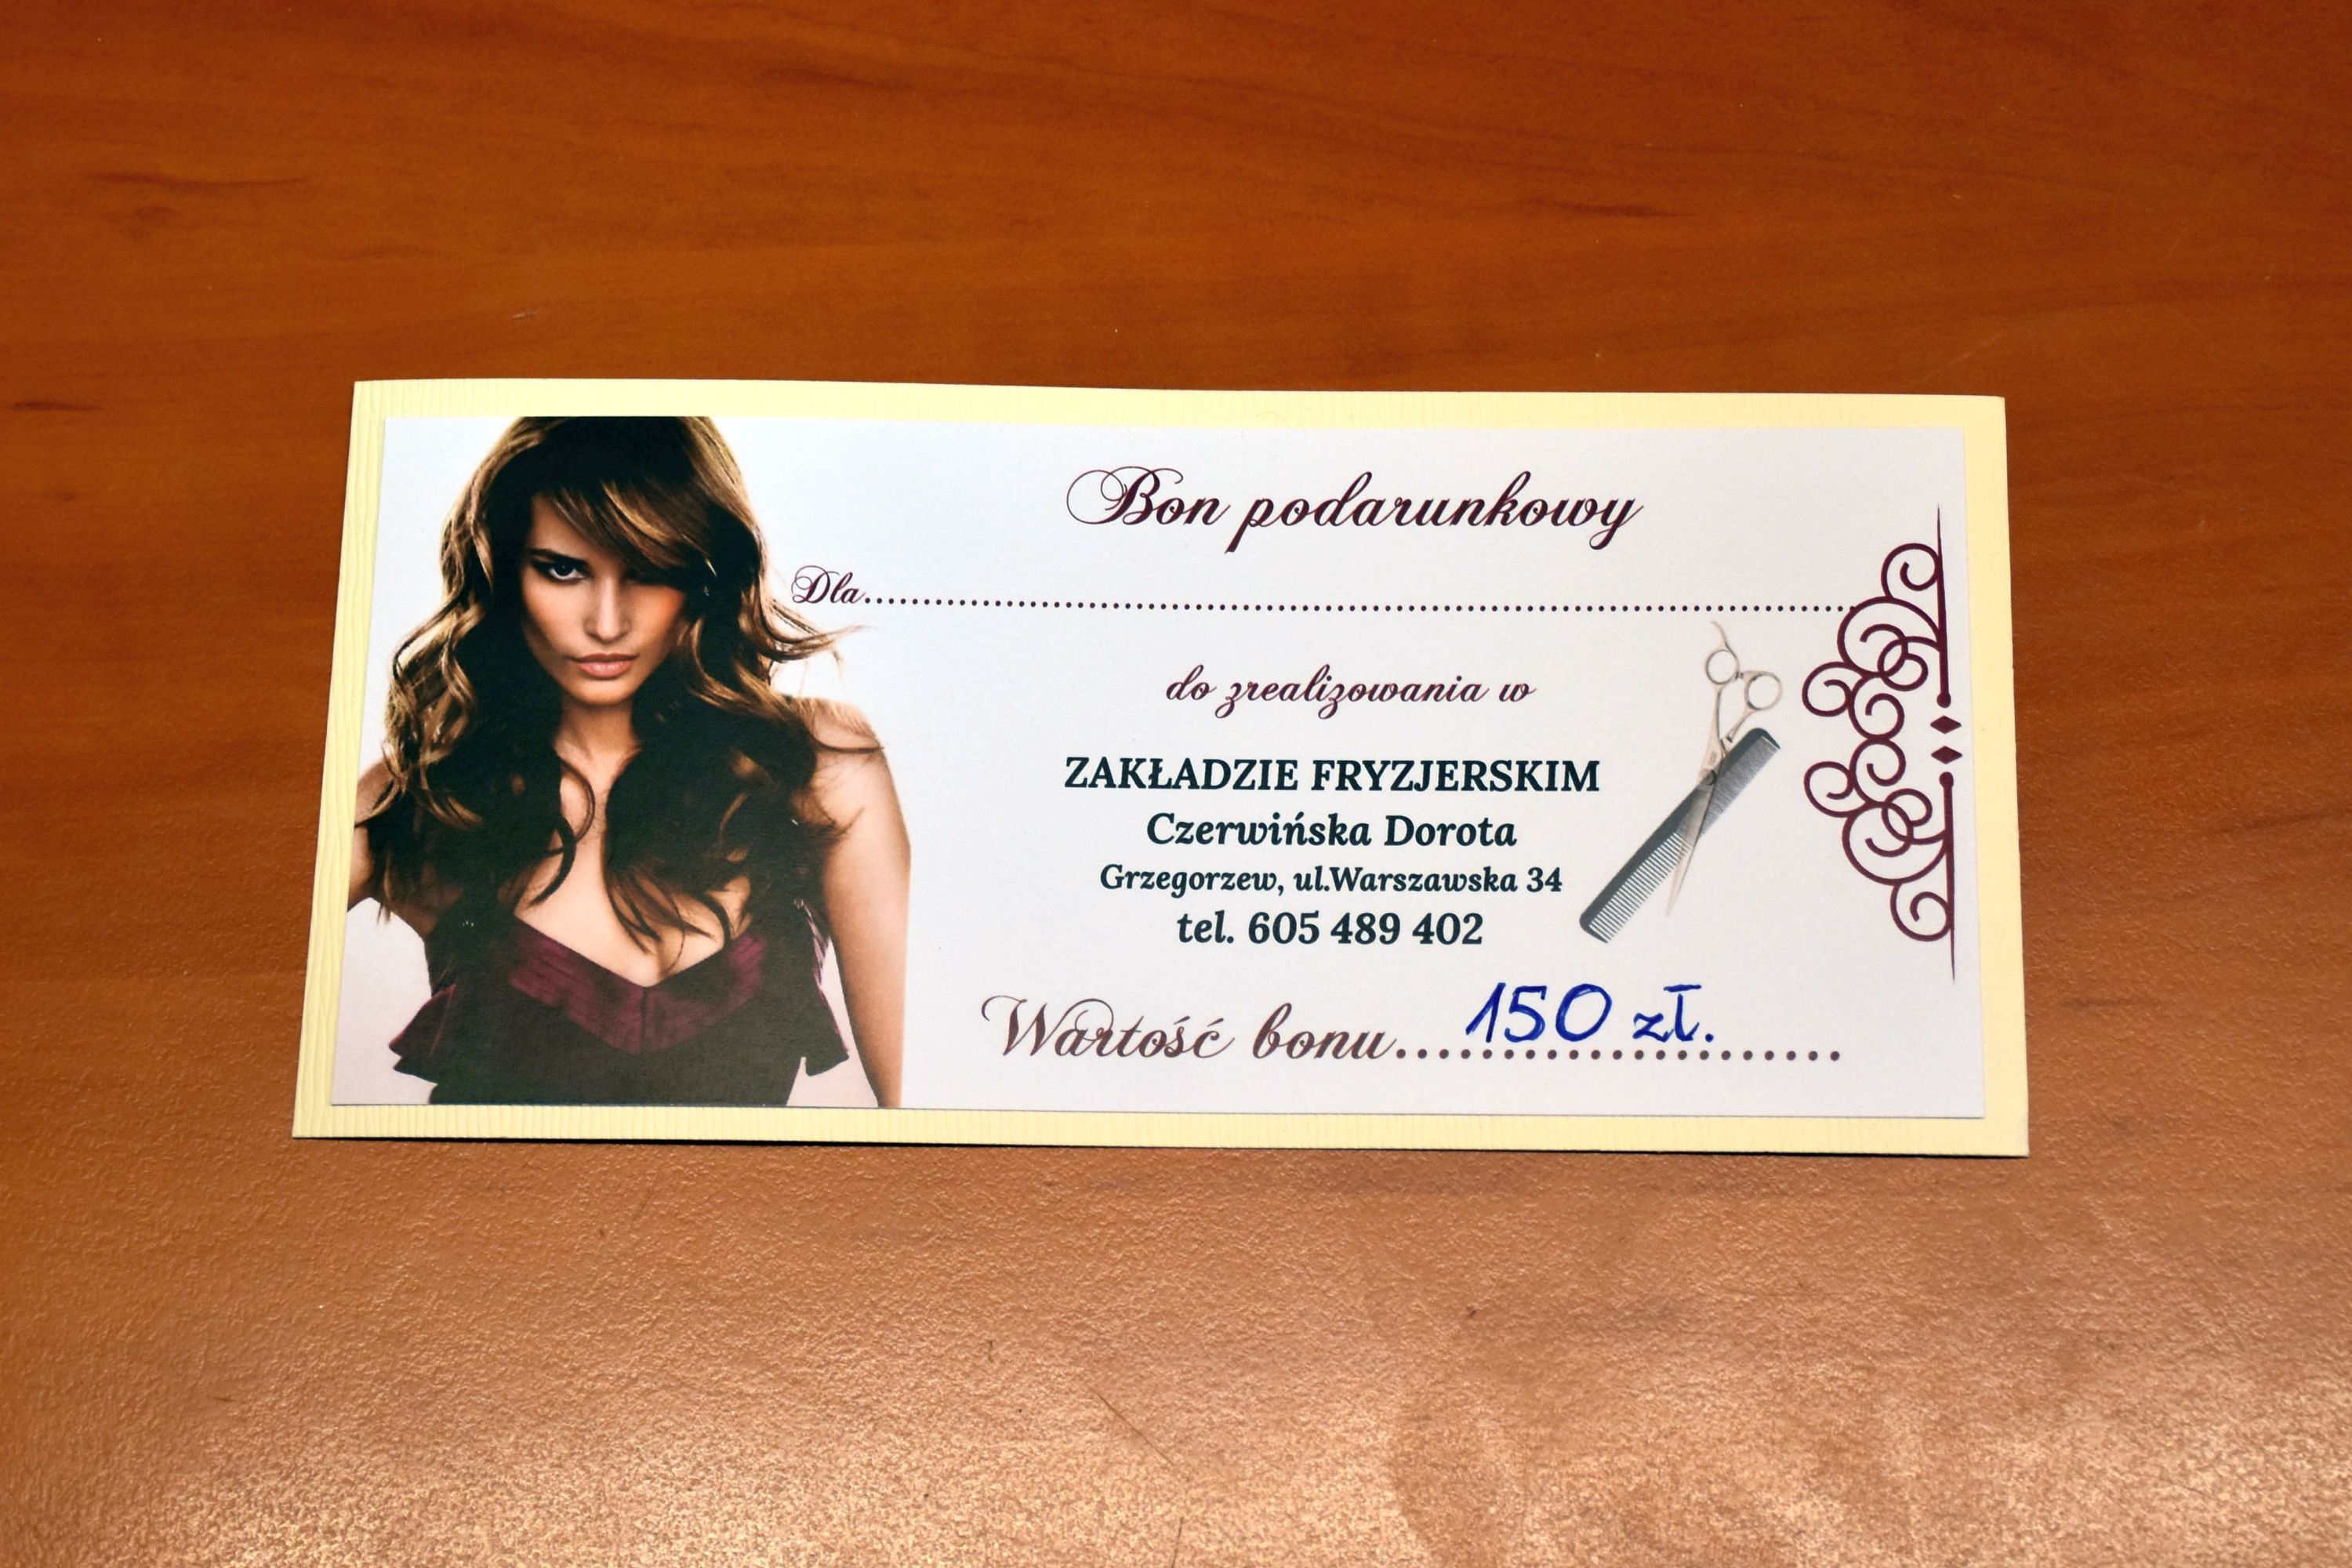 Bon podarunkowy
Dla..........................................................................................
do zrealizowania w
ZAKŁADZIE FRYZJERSKIM
Czerwińska Dorota
Grzegorzew, ul.Warszawska 34
tel. 605 489 402
Wartość bonu...... 150 zł. ......